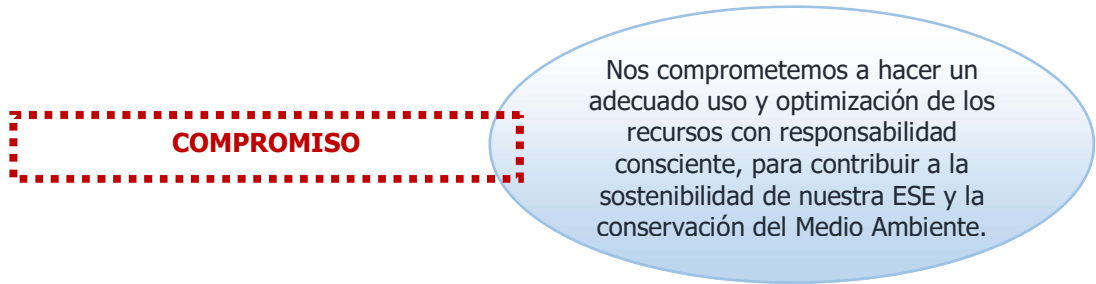 COMPROMISO
Nos comprometemos a hacer un
adecuado uso y optimización de los
recursos con responsabilidad
consciente, para contribuir a la
sostenibilidad de nuestra ESE y la
conservación del Medio Ambiente.